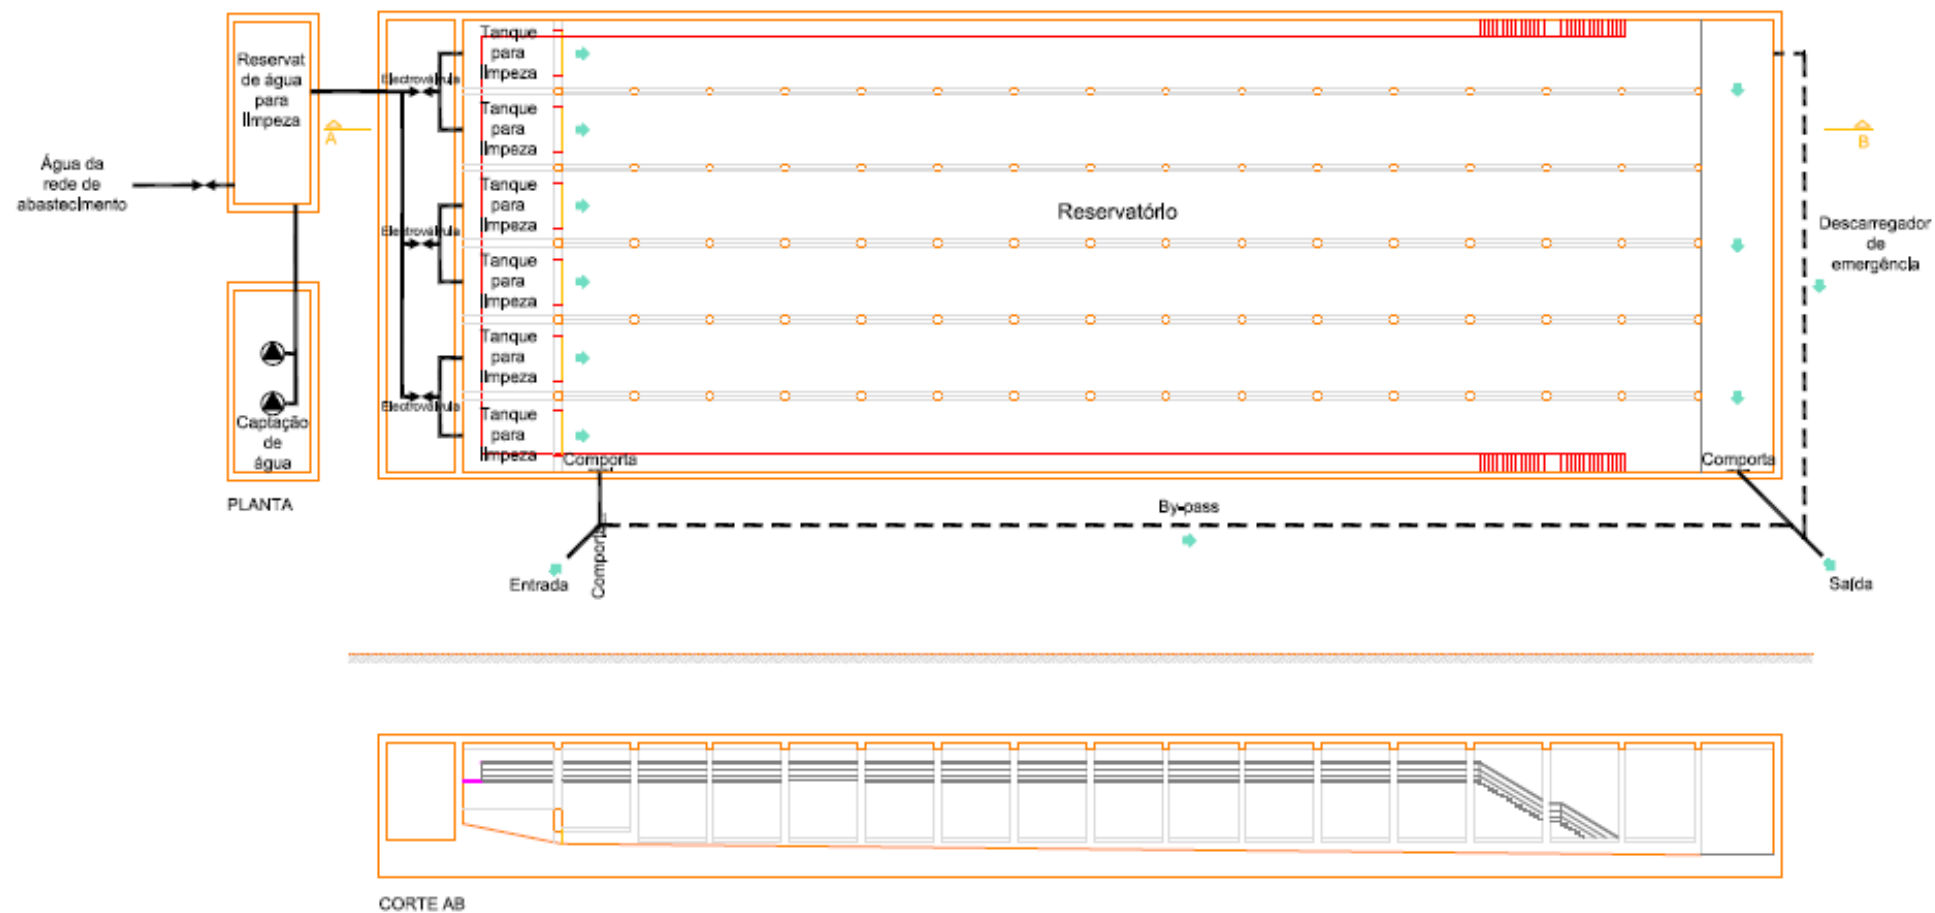 Reservat
de água
para
limpeza
Água da
rede de
abastecimento
Captação
de
água
PLANTA
Electroválvula
Electroválvula
Electroválvula
Tanque
para
limpeza
Tanque
para
limpeza
Tanque
para
limpeza
Tanque
para
limpeza
Tanque
para
limpeza
Tanque
para
limpeza
A
Reservatório
B
Descarregador
de
emergência
Comporta
Comporta
Comporta
By-pass
Entrada
Saída
CORTE AB